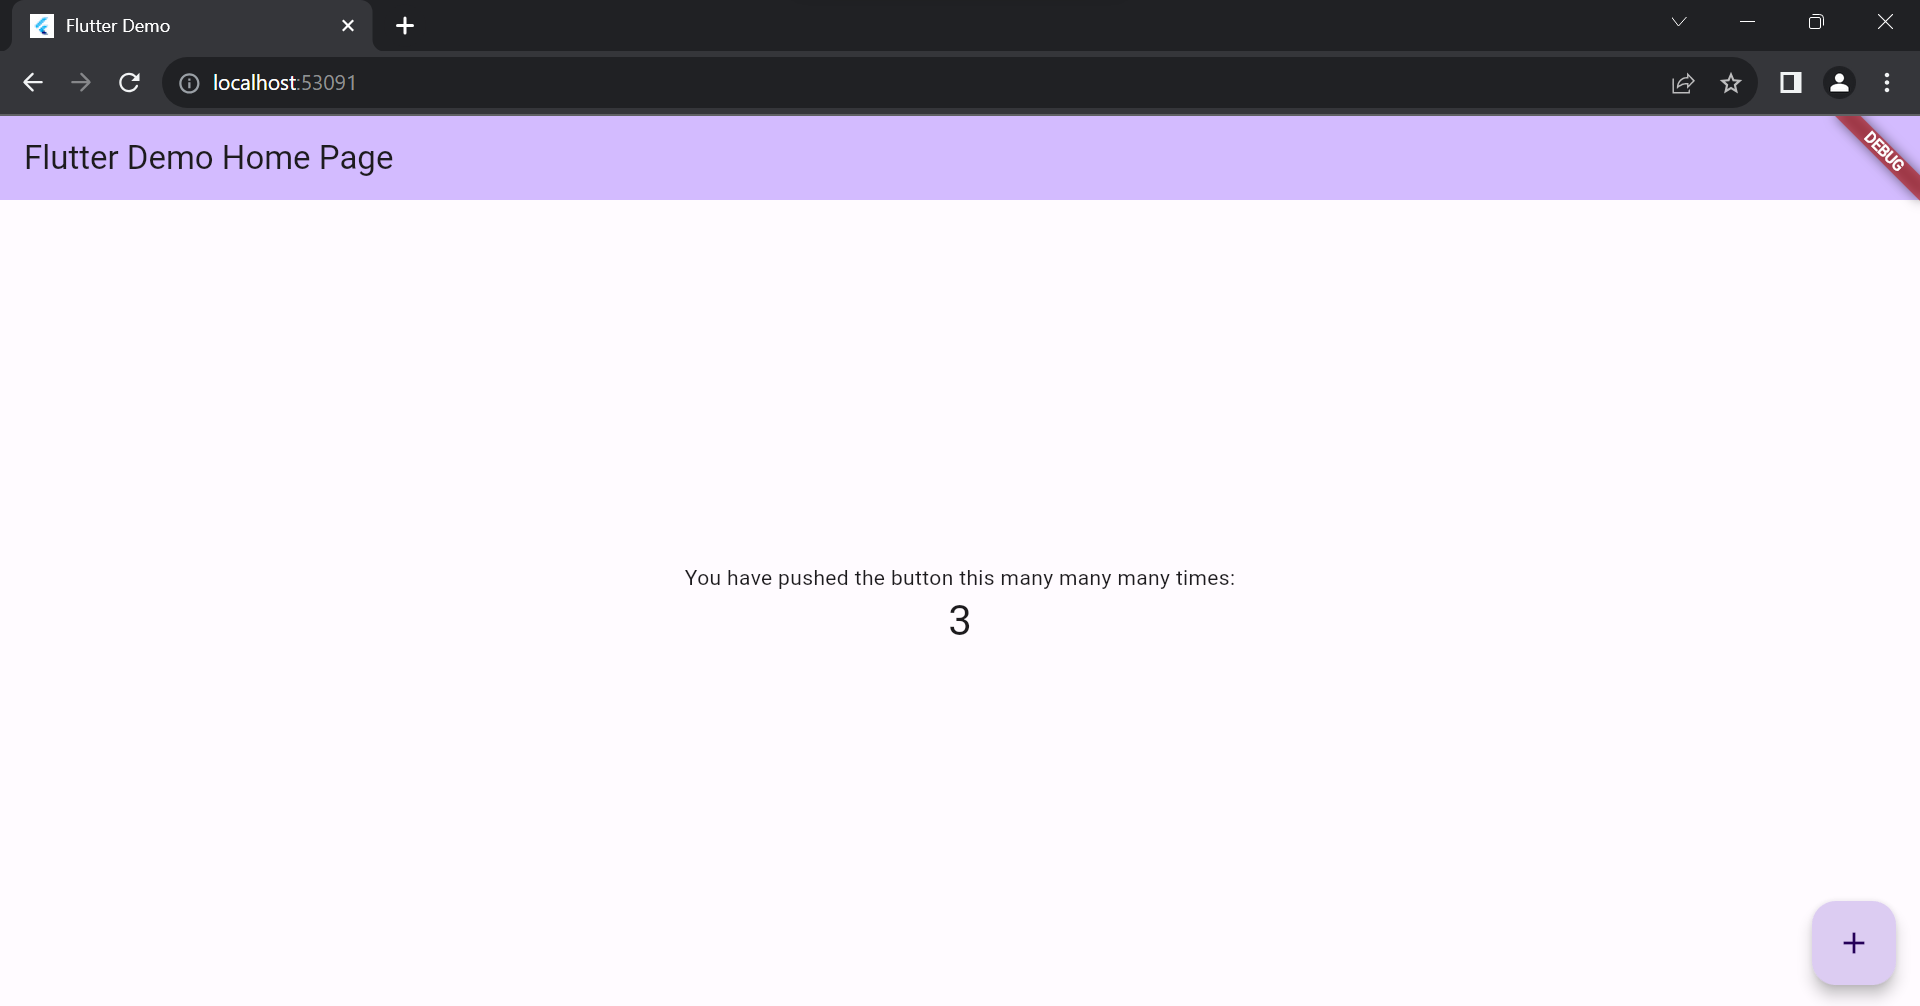 Flutter Demo
localhost:53091
Flutter Demo Home Page
DEBUG
You have pushed the button this many many many times:
3